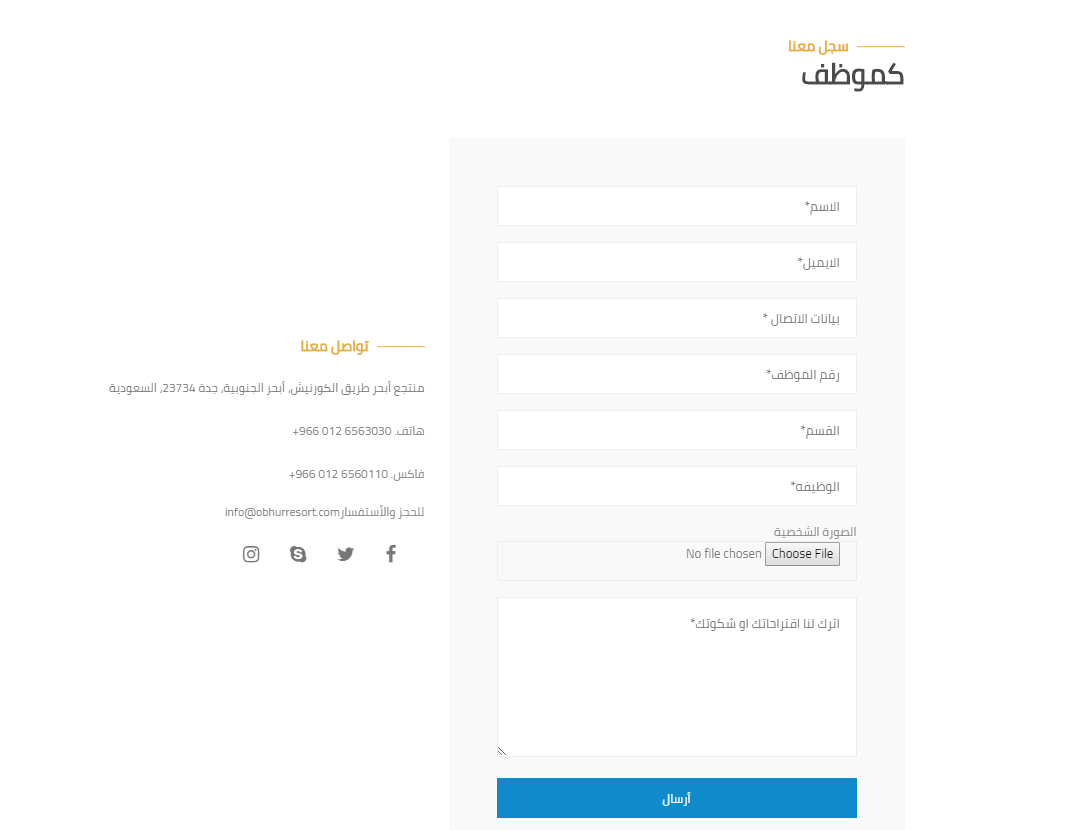 سجل معنا
كموظف
الاسم*
الايميل*
بيانات الاتصال *
رقم الموظف*
القسم*
الوظيفه*
الصورة الشخصية
Choose File No file chosen
اترك لنا اقتراحاتك او شكوتك*
أرسال
تواصل معنا
منتجع أبحر طريق الكورنيش, أبحر الجنوبية, جدة 23734, السعودية
هاتف. 6563030 012 966+
فاكس. 6560110 012 966+
للحجز والأستفسارinfo@obhurresort.com